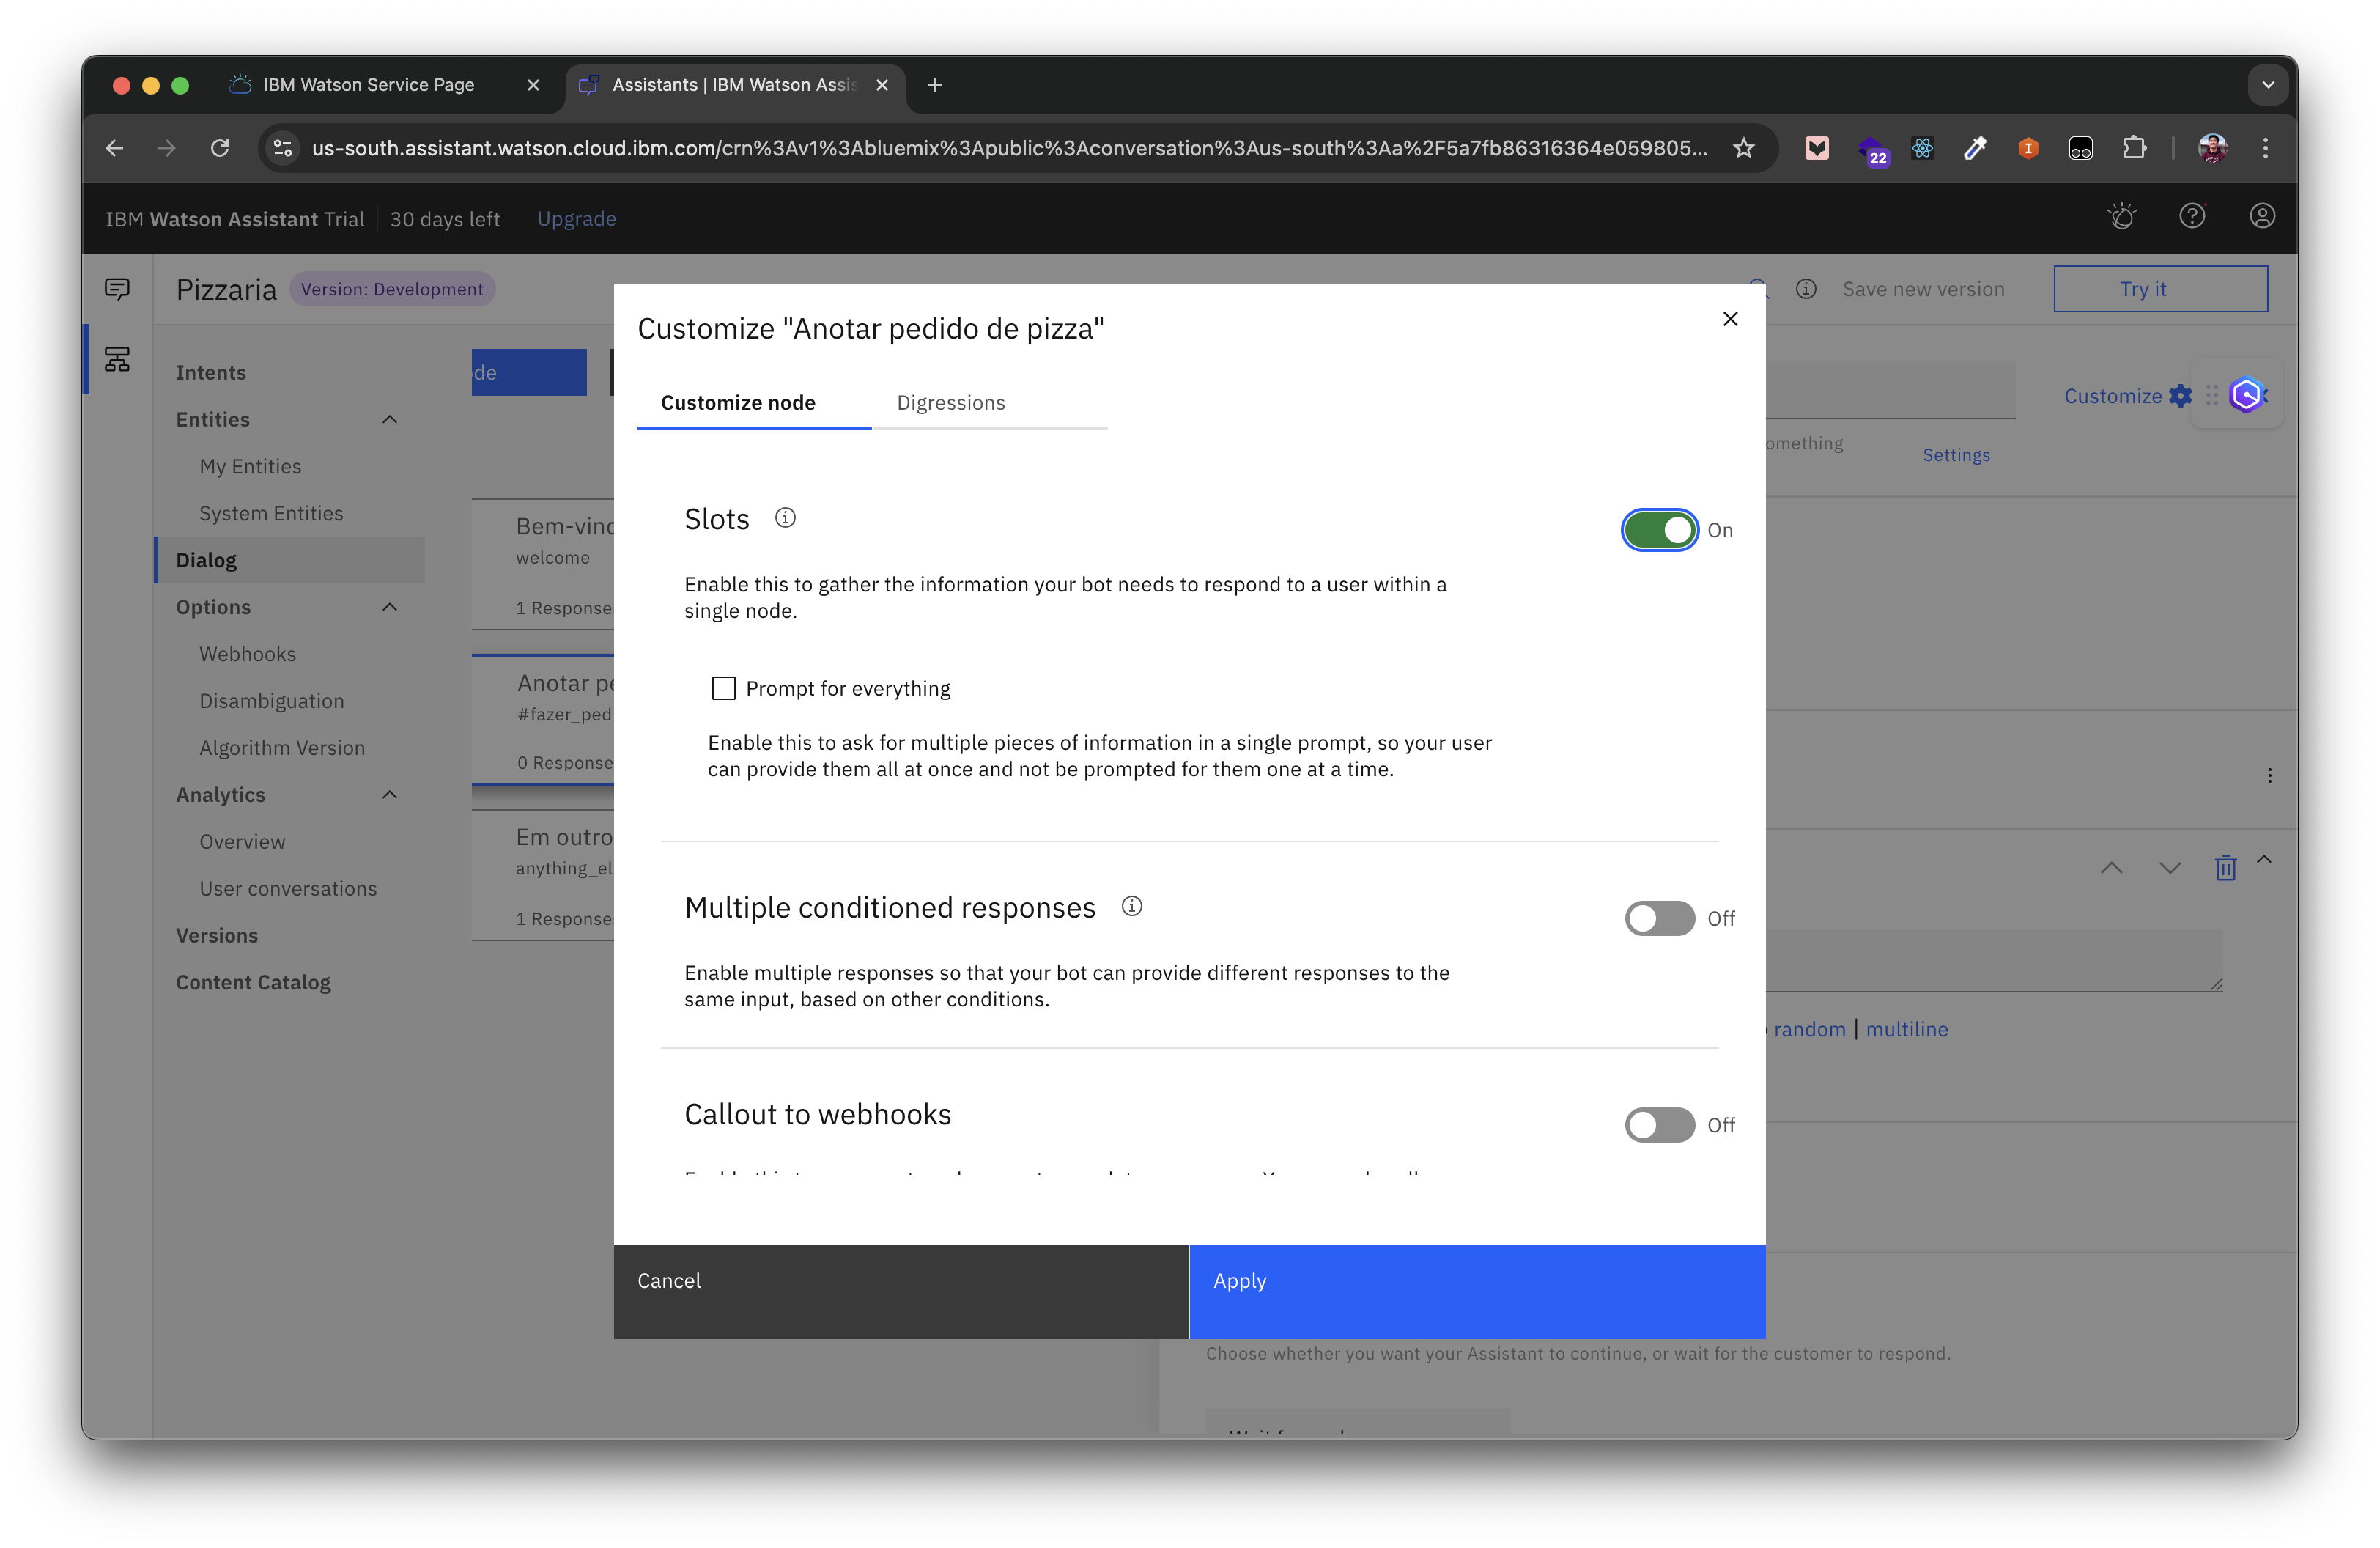 IBM Watson Service Page
Assistants | IBM Watson Assis
us-south.assistant.watson.cloud.ibm.com/crn%3Av1%3Abluemix%3Apublic%3Aconversation%3Aus-south%3Aa%2F5a7fb86316364e059805...
22
IBM Watson Assistant Trial
30 days left
Upgrade
Pizzaria
Version: Development
Save new version
Try it
Intents
Entities
My Entities
System Entities
Dialog
Options
Webhooks
Disambiguation
Algorithm Version
Analytics
Overview
User conversations
Versions
Content Catalog
de
Bem-vinc
welcome
1 Response
Anotar pe
#fazer_ped
0 Response
Em outro
anything_el
1 Response
Customize "Anotar pedido de pizza"
Customize node
Digressions
Slots
On
Enable this to gather the information your bot needs to respond to a user within a
single node.
Prompt for everything
Enable this to ask for multiple pieces of information in a single prompt, so your user
can provide them all at once and not be prompted for them one at a time.
Multiple conditioned responses
Off
Enable multiple responses so that your bot can provide different responses to the
same input, based on other conditions.
Callout to webhooks
Off
Cancel
Apply
Customize
omething
Settings
random | multiline
Choose whether you want your Assistant to continue, or wait for the customer to respond.